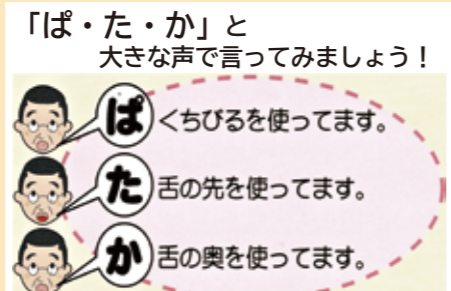 「ぱ・た・か」と
大きな声で言ってみましょう！
ぱ くちびるを使ってます。
た 舌の先を使ってます。
か 舌の奥を使ってます。